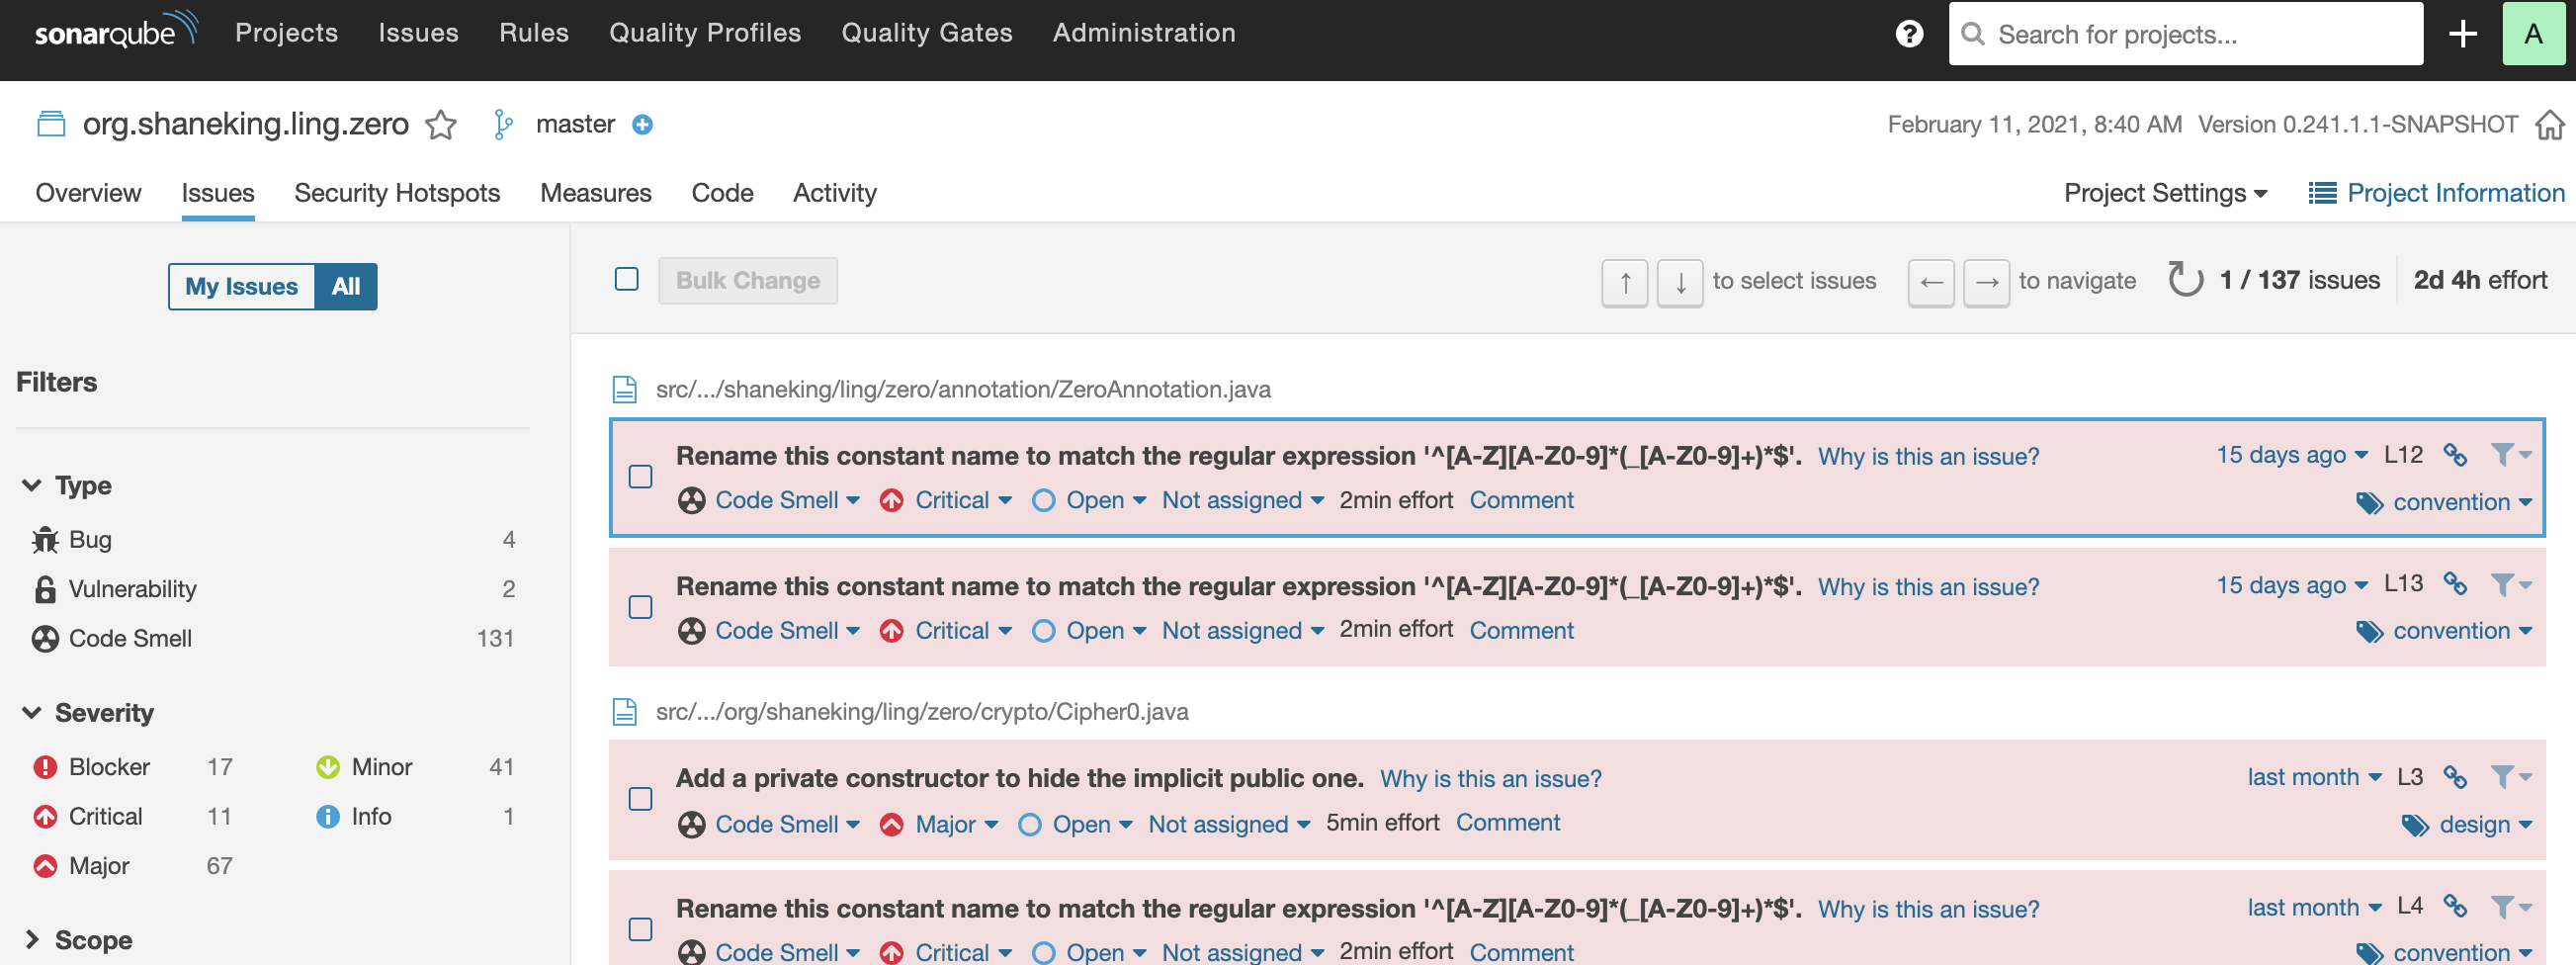 sonarqube Projects Issues Rules Quality Profiles Quality Gates Administration ? Search for projects... A
org.shaneking.ling.zero master February 11, 2021, 8:40 AM Version 0.241.1.1-SNAPSHOT
Overview Issues Security Hotspots Measures Code Activity Project Settings Project Information
My Issues All
Bulk Change ↑ ↓ to select issues ← → to navigate 1 / 137 issues 2d 4h effort
Filters
Type
Bug 4
Vulnerability 2
Code Smell 131
Severity
Blocker 17 Minor 41
Critical 11 Info 1
Major 67
Scope
src/.../shaneking/ling/zero/annotation/ZeroAnnotation.java
Rename this constant name to match the regular expression '^[A-Z][A-Z0-9]*(_[A-Z0-9]+)*$'. Why is this an issue? 15 days ago L12
Code Smell Critical Open Not assigned 2min effort Comment convention
Rename this constant name to match the regular expression '^[A-Z][A-Z0-9]*(_[A-Z0-9]+)*$'. Why is this an issue? 15 days ago L13
Code Smell Critical Open Not assigned 2min effort Comment convention
src/.../org/shaneking/ling/zero/crypto/Cipher0.java
Add a private constructor to hide the implicit public one. Why is this an issue? last month L3
Code Smell Major Open Not assigned 5min effort Comment design
Rename this constant name to match the regular expression '^[A-Z][A-Z0-9]*(_[A-Z0-9]+)*$'. Why is this an issue? last month L4
Code Smell Critical Open Not assigned 2min effort Comment convention